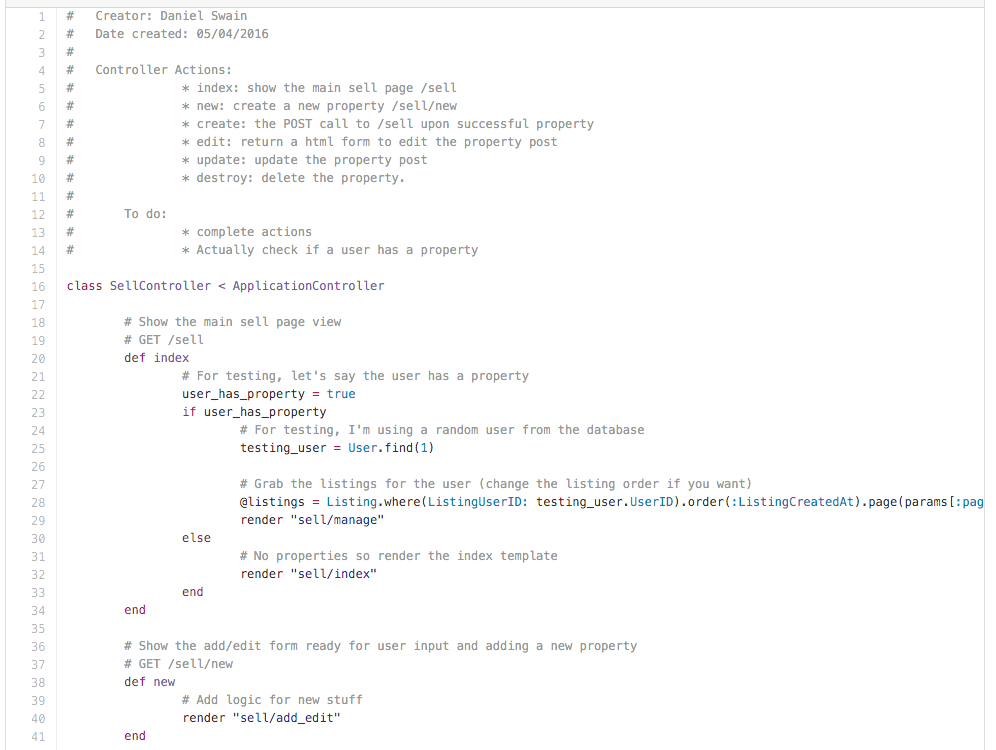 1 #   Creator: Daniel Swain
2 #   Date created: 05/04/2016
3 #
4 #   Controller Actions:
5 #               * index: show the main sell page /sell
6 #               * new: create a new property /sell/new
7 #               * create: the POST call to /sell upon successful property
8 #               * edit: return a html form to edit the property post
9 #               * update: update the property post
10 #               * destroy: delete the property.
11 #
12 #       To do:
13 #               * complete actions
14 #               * Actually check if a user has a property
15
16 class SellController < ApplicationController
17
18         # Show the main sell page view
19         # GET /sell
20         def index
21                 # For testing, let's say the user has a property
22                 user_has_property = true
23                 if user_has_property
24                         # For testing, I'm using a random user from the database
25                         testing_user = User.find(1)
26
27                         # Grab the listings for the user (change the listing order if you want)
28                         @listings = Listing.where(ListingUserID: testing_user.UserID).order(:ListingCreatedAt).page(params[:pag
29                         render "sell/manage"
30                 else
31                         # No properties so render the index template
32                         render "sell/index"
33                 end
34         end
35
36         # Show the add/edit form ready for user input and adding a new property
37         # GET /sell/new
38         def new
39                 # Add logic for new stuff
40                 render "sell/add_edit"
41         end